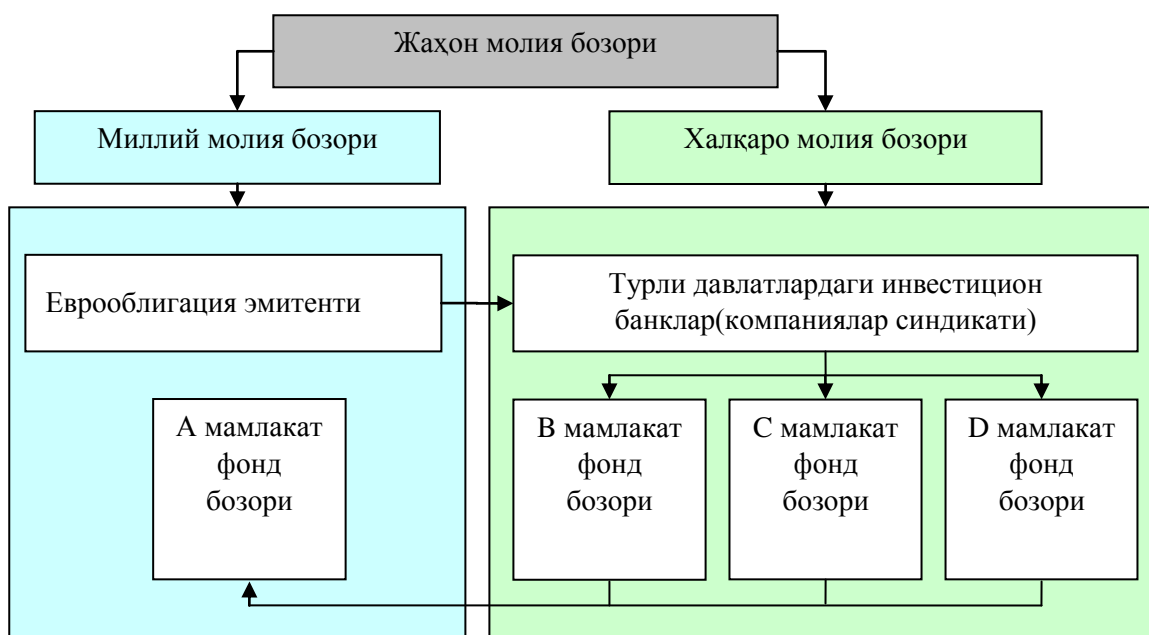 Жаҳон молия бозори
Миллий молия бозори
Халқаро молия бозори
Еврооблигация эмитенти
Турли давлатлардаги инвестицион
банклар(компаниялар синдикати)
А мамлакат
фонд
бозори
В мамлакат
фонд
бозори
С мамлакат
фонд
бозори
D мамлакат
фонд
бозори